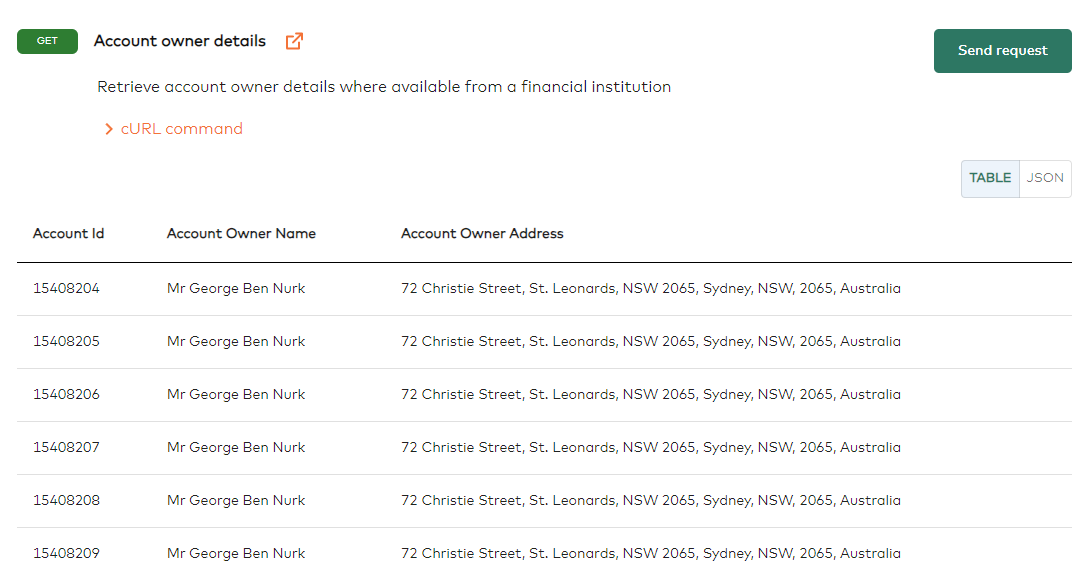 GET Account owner details
Send request
Retrieve account owner details where available from a financial institution
cURL command
TABLE JSON
Account Id Account Owner Name Account Owner Address
15408204 Mr George Ben Nurk 72 Christie Street, St. Leonards, NSW 2065, Sydney, NSW, 2065, Australia
15408205 Mr George Ben Nurk 72 Christie Street, St. Leonards, NSW 2065, Sydney, NSW, 2065, Australia
15408206 Mr George Ben Nurk 72 Christie Street, St. Leonards, NSW 2065, Sydney, NSW, 2065, Australia
15408207 Mr George Ben Nurk 72 Christie Street, St. Leonards, NSW 2065, Sydney, NSW, 2065, Australia
15408208 Mr George Ben Nurk 72 Christie Street, St. Leonards, NSW 2065, Sydney, NSW, 2065, Australia
15408209 Mr George Ben Nurk 72 Christie Street, St. Leonards, NSW 2065, Sydney, NSW, 2065, Australia